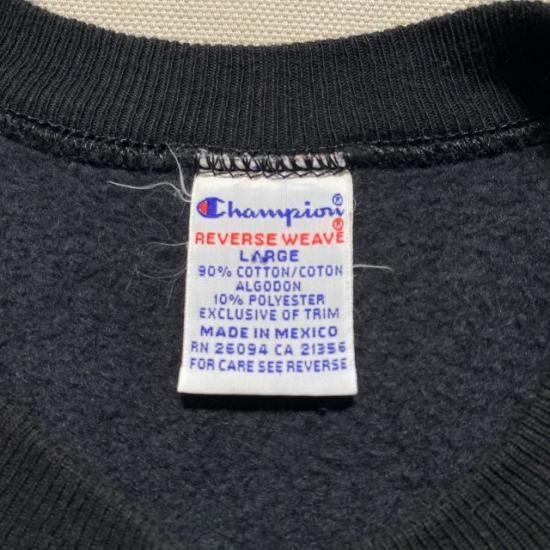 Champion®
REVERSE WEAVE®
LARGE
90% COTTON/COTON
ALGODON
10% POLYESTER
EXCLUSIVE OF TRIM
MADE IN MEXICO
RN 26094 CA 21356
FOR CARE SEE REVERSE